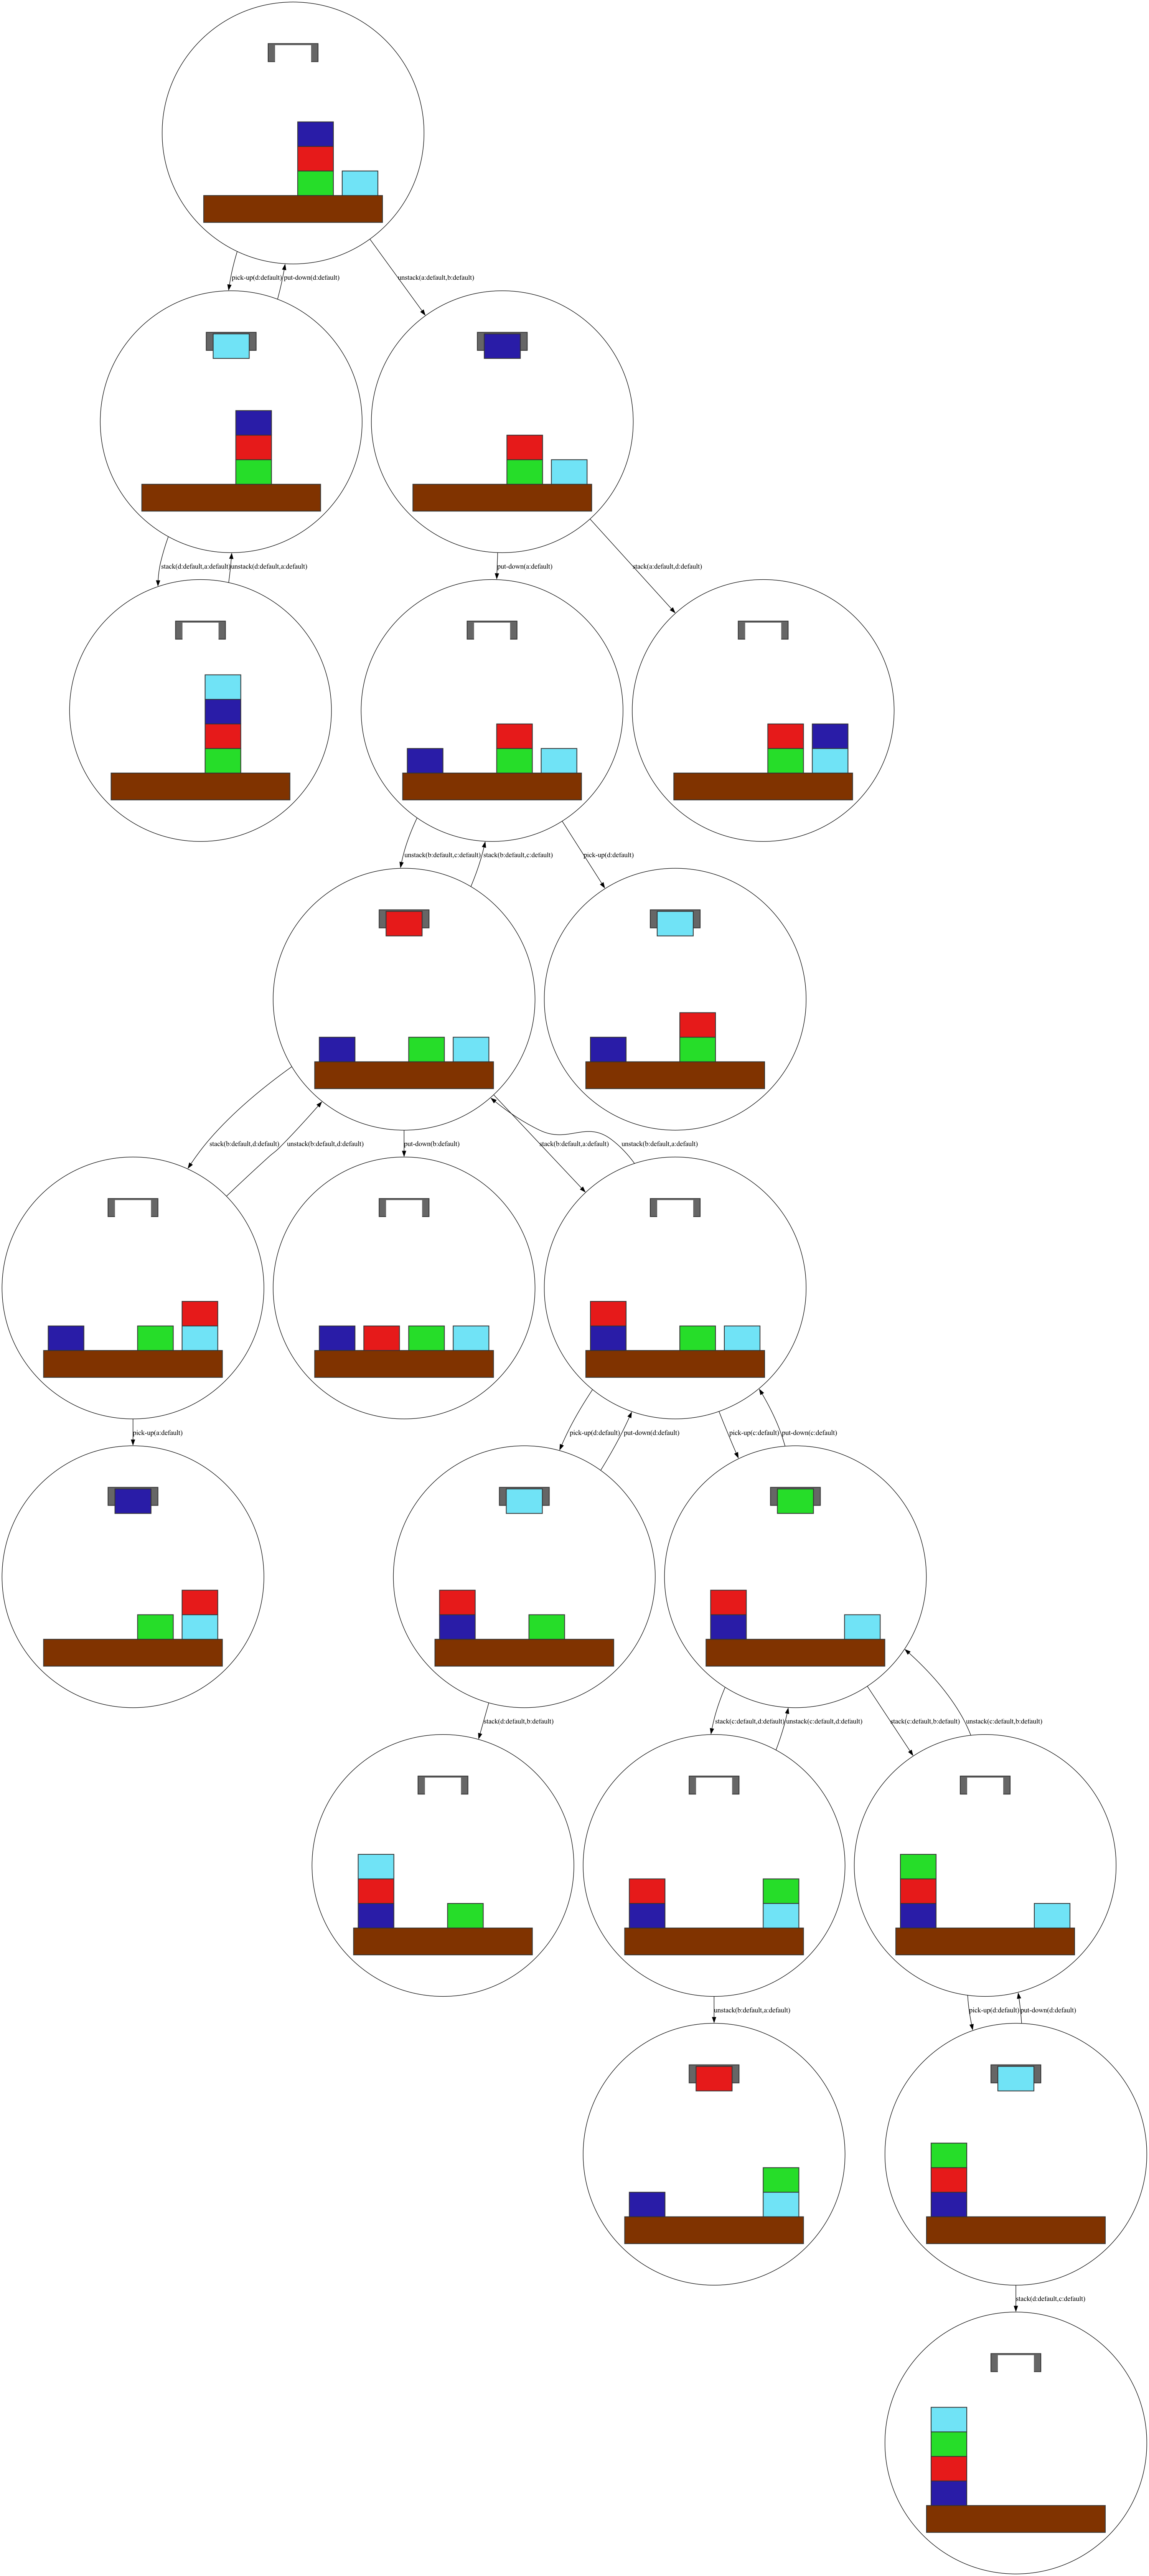 pick-up(d:default)
put-down(d:default)
unstack(a:default,b:default)
stack(d:default,a:default)
unstack(d:default,a:default)
put-down(a:default)
stack(a:default,d:default)
unstack(b:default,c:default)
stack(b:default,c:default)
pick-up(d:default)
stack(b:default,d:default)
unstack(b:default,d:default)
put-down(b:default)
stack(b:default,a:default)
unstack(b:default,a:default)
pick-up(a:default)
pick-up(d:default)
put-down(d:default)
pick-up(c:default)
put-down(c:default)
stack(d:default,b:default)
stack(c:default,d:default)
unstack(c:default,d:default)
stack(c:default,b:default)
unstack(c:default,b:default)
unstack(b:default,a:default)
pick-up(d:default)
put-down(d:default)
stack(d:default,c:default)